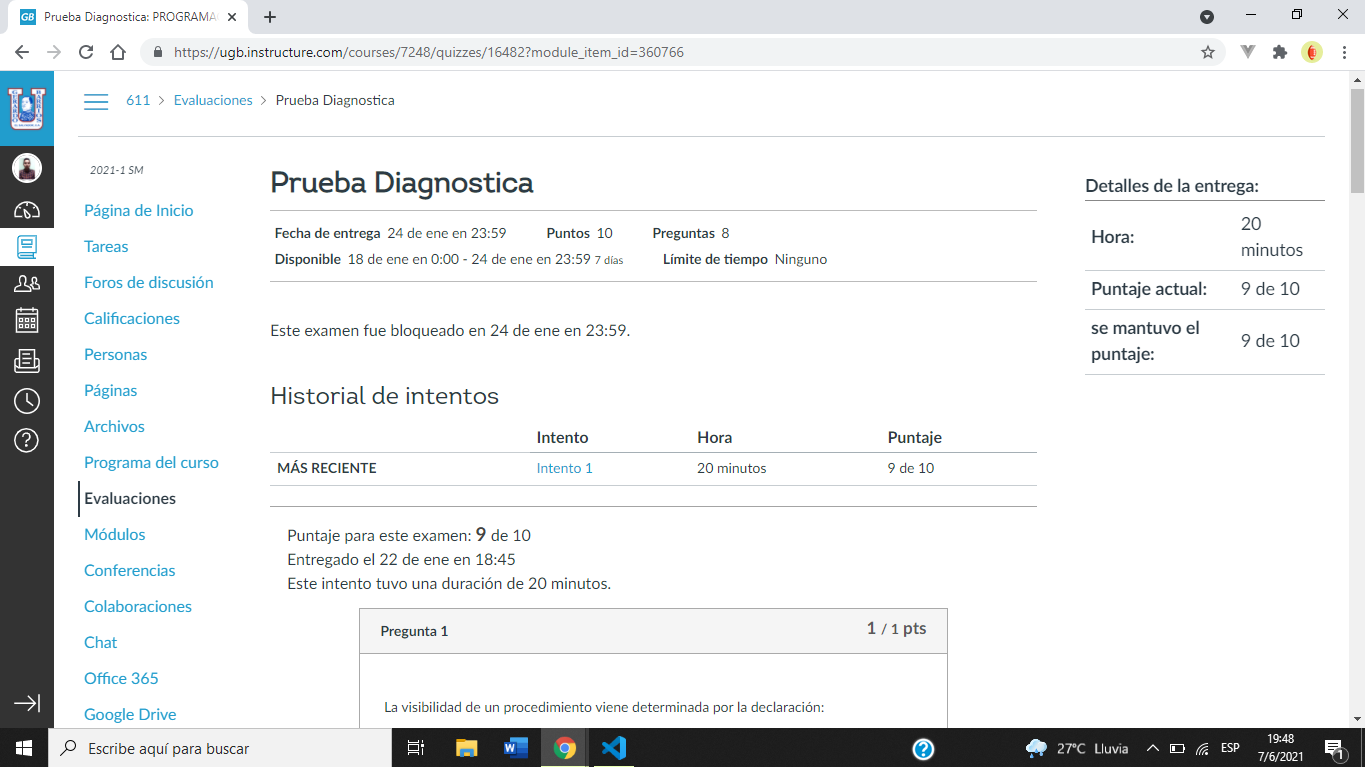 GB Prueba Diagnostica: PROGRAMA
https://ugb.instructure.com/courses/7248/quizzes/16482?module_item_id=360766
611 > Evaluaciones > Prueba Diagnostica
2021-1 SM
Página de Inicio
Tareas
Foros de discusión
Calificaciones
Personas
Páginas
Archivos
Programa del curso
Evaluaciones
Módulos
Conferencias
Colaboraciones
Chat
Office 365
Google Drive
Prueba Diagnostica
Fecha de entrega 24 de ene en 23:59 Puntos 10 Preguntas 8
Disponible 18 de ene en 0:00 - 24 de ene en 23:59 7 días Límite de tiempo Ninguno
Este examen fue bloqueado en 24 de ene en 23:59.
Historial de intentos
Intento Hora Puntaje
MÁS RECIENTE Intento 1 20 minutos 9 de 10
Puntaje para este examen: 9 de 10
Entregado el 22 de ene en 18:45
Este intento tuvo una duración de 20 minutos.
Pregunta 1 1 / 1 pts
La visibilidad de un procedimiento viene determinada por la declaración:
Detalles de la entrega:
Hora: 20
minutos
Puntaje actual: 9 de 10
se mantuvo el
puntaje: 9 de 10
Escribe aquí para buscar
27°C Lluvia
ESP
19:48
7/6/2021
1